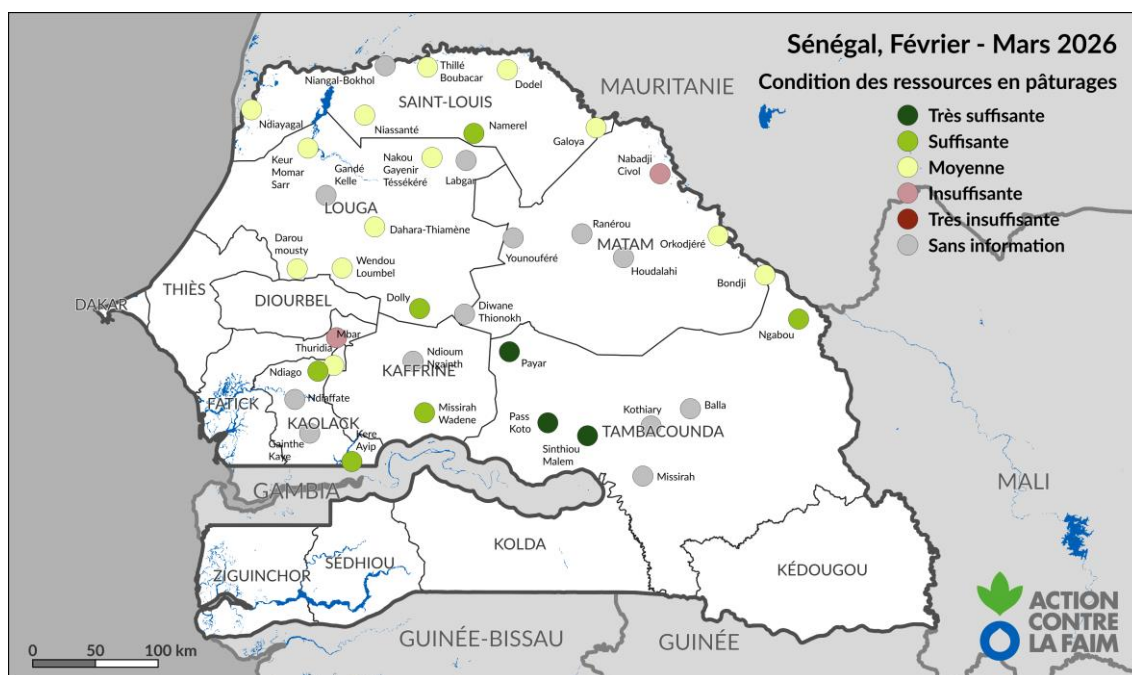 Sénégal, Février - Mars 2026
Condition des ressources en pâturages
Très suffisante
Suffisante
Moyenne
Insuffisante
Très insuffisante
Sans information
MAURITANIE
Niangal-Bokhol
Thillé
Boubacar
Dodel
SAINT-LOUIS
Ndiayagal
Niassanté
Namerel
Galoya
Keur
Momar
Sarr
Gandé
Kelle
Nakou
Gayenir
Téssékéré
Labgar
Nabadji
Civol
LOUGA
Dahara-Thiamène
Ranérou
MATAM
Orkodjéré
Younouféré
Houdalahi
Darou
mousty
Wendou
Loumbel
Bondji
THIÈS
DIOURBEL
DAKAR
Dolly
Diwane
Thionokh
Ngabou
Mbar
Thuridia
Ndiago
Ndioum
Ngainth
KAFFRINE
Payar
FATICK
Ndiaffate
KAOLACK
Missirah
Wadene
Pass
Koto
Kothiary
Balla
TAMBACOUNDA
Gainthe
Kaye
Kere
Ayip
Sinthiou
Malem
Missirah
GAMBIA
MALI
KOLDA
SÉDHIOU
ZIGUINCHOR
KÉDOUGOU
GUINÉE-BISSAU
GUINÉE
0 50 100 km
ACTION
CONTRE
LA FAIM